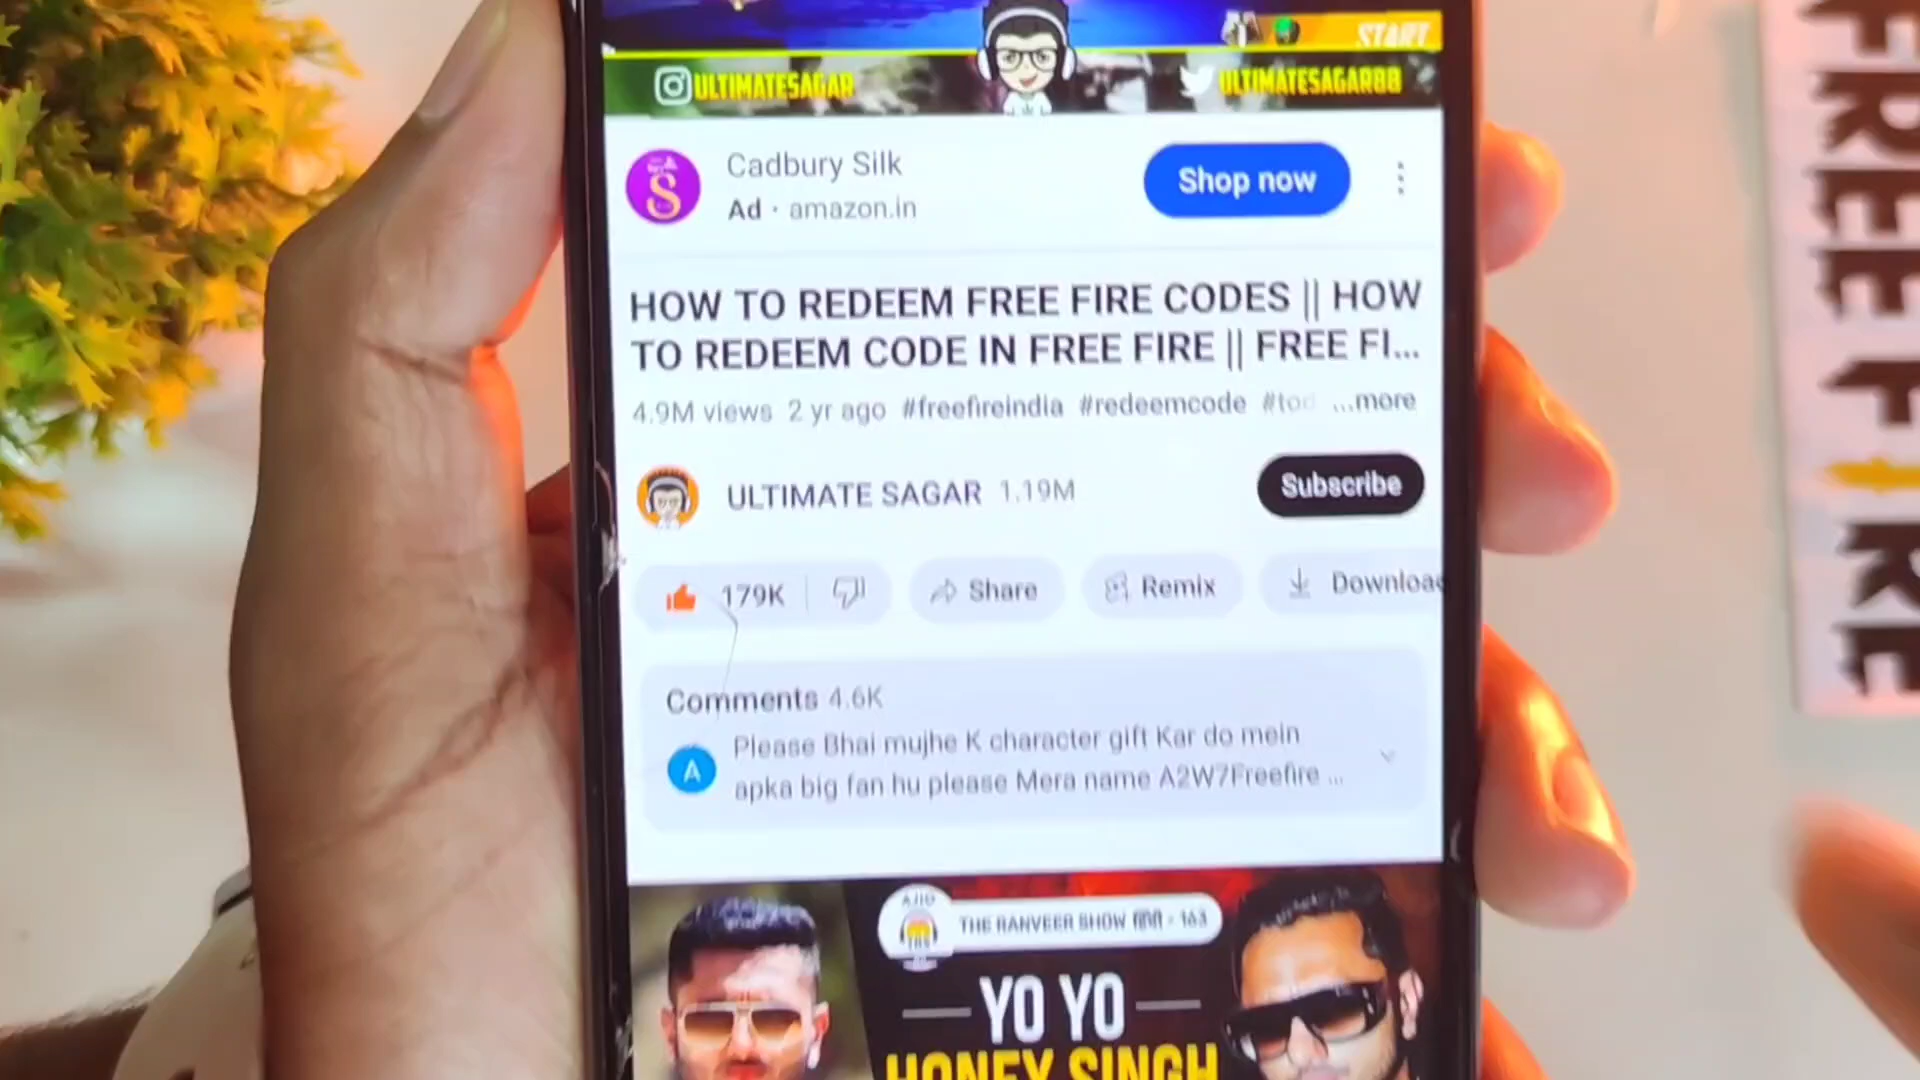 START
ULTIMATESAGAR
ULTIMATESAGAR88
S
Cadbury Silk
Ad · amazon.in
Shop now
HOW TO REDEEM FREE FIRE CODES || HOW
TO REDEEM CODE IN FREE FIRE || FREE FI...
4.9M views 2 yr ago #freefireindia #redeemcode ...more
ULTIMATE SAGAR 1.19M
Subscribe
179K
Share
Remix
Download
Comments 4.6K
A
Please Bhai mujhe K character gift Kar do mein
apka big fan hu please Mera name A2W7Freefire ...
THE RANVEER SHOW हिंदी - 163
YO YO
HONEY SINGH
FREE FIRE